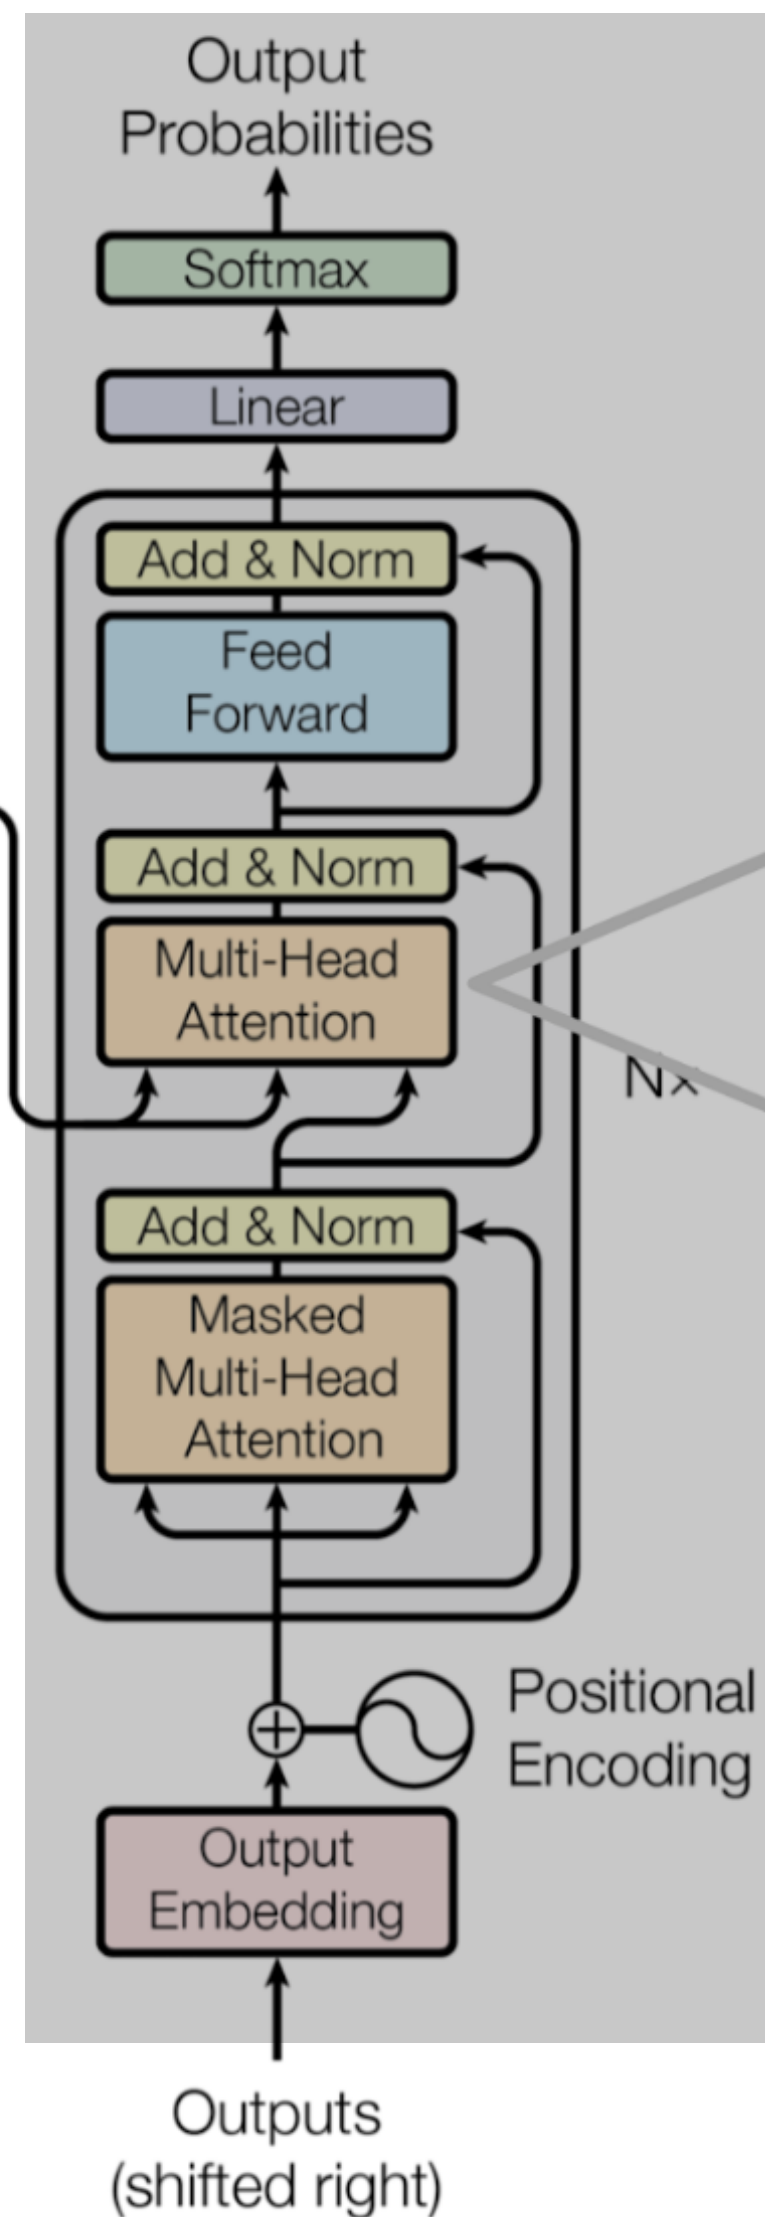 Output
Probabilities
Softmax
Linear
Add & Norm
Feed
Forward
Add & Norm
Multi-Head
Attention
N×
Add & Norm
Masked
Multi-Head
Attention
Positional
Encoding
Output
Embedding
Outputs
(shifted right)